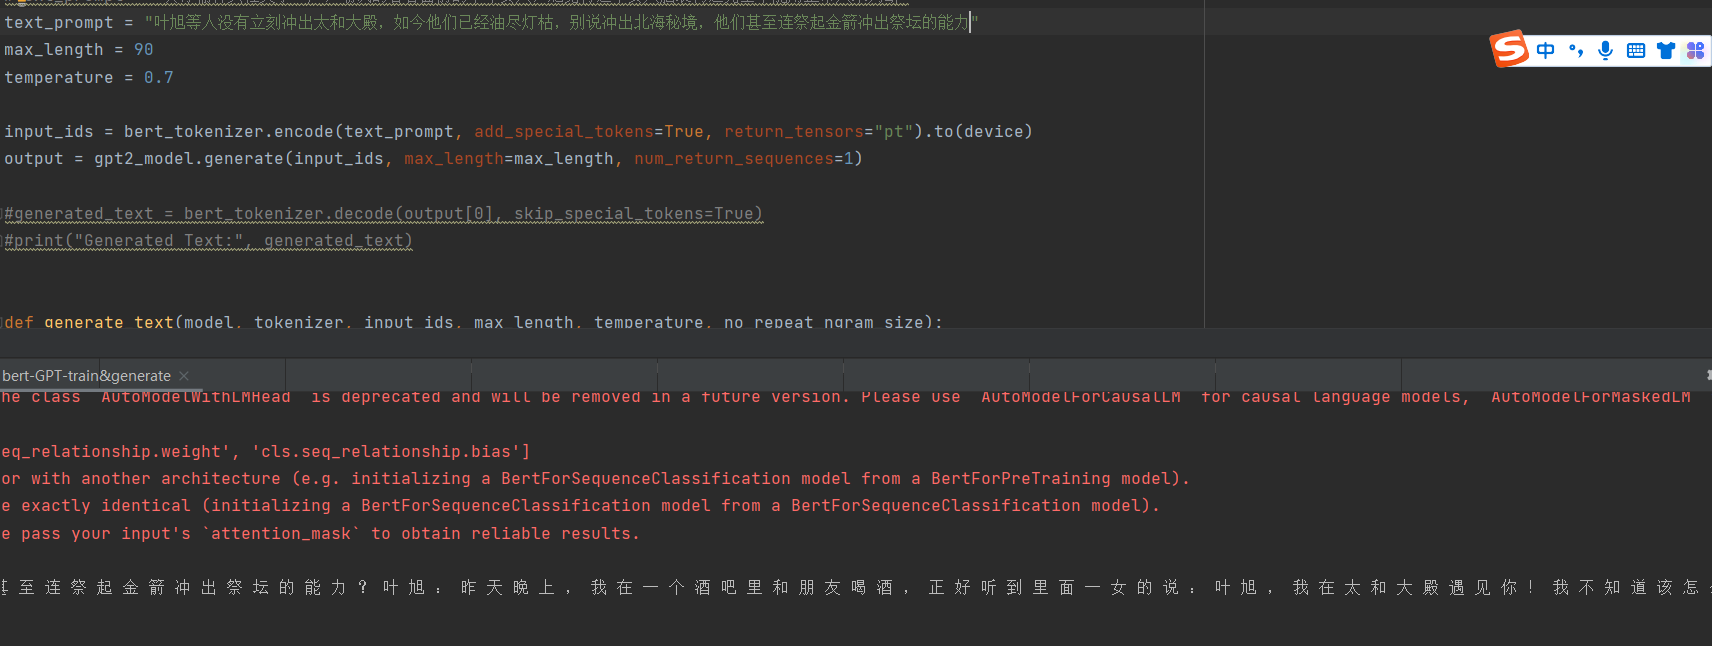 text_prompt = "叶旭等人没有立刻冲出太和大殿，如今他们已经油尽灯枯，别说冲出北海秘境，他们甚至连祭起金箭冲出祭坛的能力"
max_length = 90
temperature = 0.7
中
input_ids = bert_tokenizer.encode(text_prompt, add_special_tokens=True, return_tensors="pt").to(device)
output = gpt2_model.generate(input_ids, max_length=max_length, num_return_sequences=1)
#generated_text = bert_tokenizer.decode(output[0], skip_special_tokens=True)
#print("Generated Text:", generated_text)
def generate_text(model, tokenizer, input_ids, max_length, temperature, no_repeat_ngram_size):
bert-GPT-train&generate
he class `AutoModelWithLMHead` is deprecated and will be removed in a future version. Please use `AutoModelForCausalLM` for causal language models, `AutoModelForMaskedLM`
eq_relationship.weight', 'cls.seq_relationship.bias']
or with another architecture (e.g. initializing a BertForSequenceClassification model from a BertForPreTraining model).
e exactly identical (initializing a BertForSequenceClassification model from a BertForSequenceClassification model).
e pass your input's `attention_mask` to obtain reliable results.
甚 至 连 祭 起 金 箭 冲 出 祭 坛 的 能 力 ? 叶 旭 : 昨 天 晚 上 , 我 在 一 个 酒 吧 里 和 朋 友 喝 酒 , 正 好 听 到 里 面 一 女 的 说 : 叶 旭 , 我 在 太 和 大 殿 遇 见 你 ! 我 不 知 道 该 怎